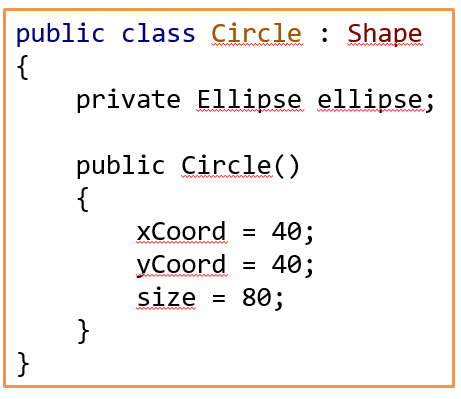 public class Circle : Shape
{
    private Ellipse ellipse;

    public Circle()
    {
        xCoord = 40;
        yCoord = 40;
        size = 80;
    }
}